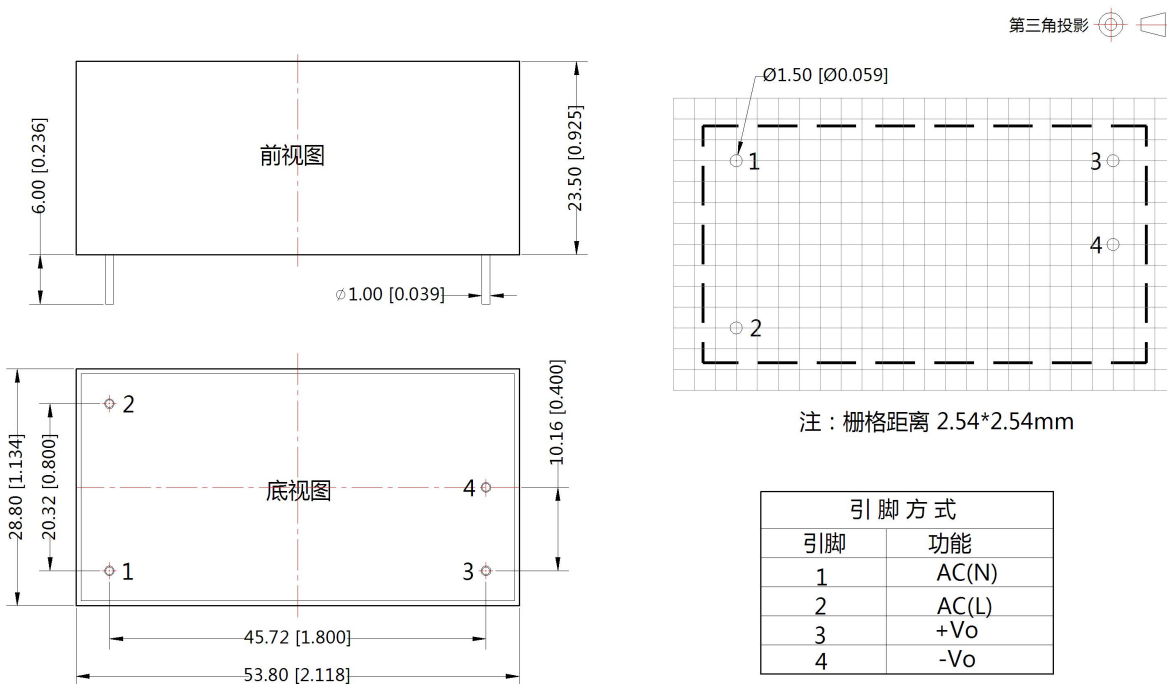 第三角投影
前视图
6.00 [0.236]
23.50 [0.925]
⌀1.00 [0.039]
Ø1.50 [Ø0.059]
1
3
4
2
注：栅格距离 2.54*2.54mm
2
底视图
4
1
3
28.80 [1.134]
20.32 [0.800]
10.16 [0.400]
45.72 [1.800]
53.80 [2.118]
引脚方式
引脚 功能
1 AC(N)
2 AC(L)
3 +Vo
4 -Vo